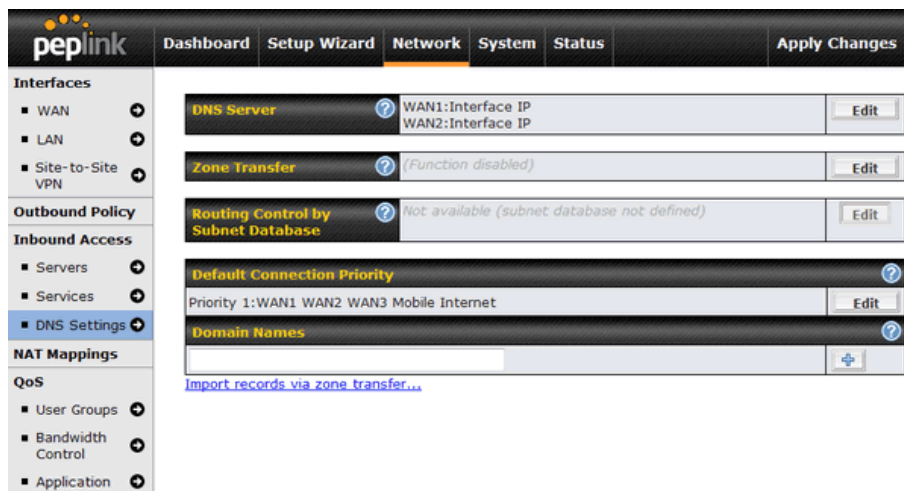 peplink
Dashboard Setup Wizard Network System Status Apply Changes
Interfaces
WAN
LAN
Site-to-Site
VPN
Outbound Policy
Inbound Access
Servers
Services
DNS Settings
NAT Mappings
QoS
User Groups
Bandwidth
Control
Application
DNS Server ? WAN1:Interface IP
WAN2:Interface IP
Edit
Zone Transfer ? (Function disabled) Edit
Routing Control by
Subnet Database
? Not available (subnet database not defined) Edit
Default Connection Priority ?
Priority 1:WAN1 WAN2 WAN3 Mobile Internet Edit
Domain Names ?
Import records via zone transfer...